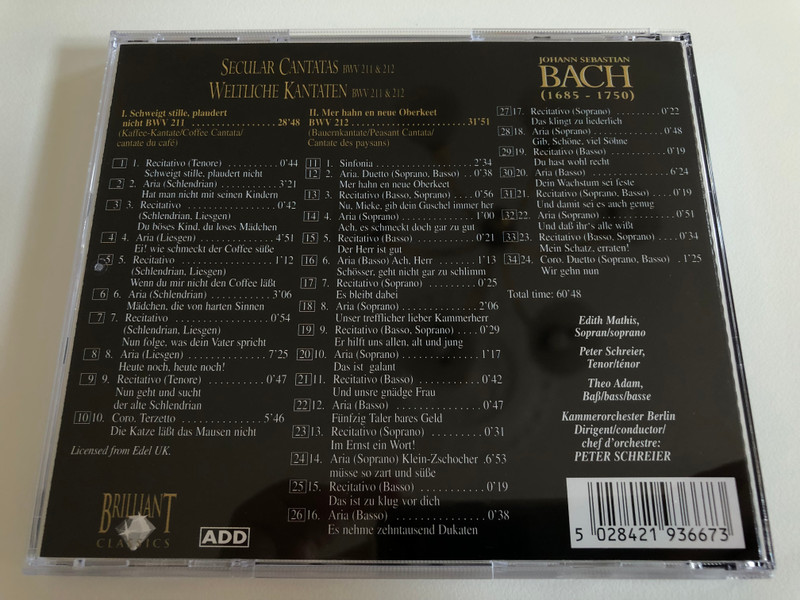 SECULAR CANTATAS BWV 211 & 212
WELTLICHE KANTATEN BWV 211 & 212
JOHANN SEBASTIAN
BACH
(1685 - 1750)
I. Schweigt stille, plaudert
nicht BWV 211 ..................... 28'48
(Kaffee-Kantate/Coffee Cantata/
cantate du café)
1 1. Recitativo (Tenore) .......... 0'44
Schweigt stille, plaudert nicht
2 2. Aria (Schlendrian) ............ 3'21
Hat man nicht mit seinen Kindern
3 3. Recitativo ....................... 0'42
(Schlendrian, Liesgen)
Du böses Kind, du loses Mädchen
4 4. Aria (Liesgen) .................. 4'51
Ei! wie schmeckt der Coffee süße
5 5. Recitativo ....................... 1'12
(Schlendrian, Liesgen)
Wenn du mir nicht den Coffee läßt
6 6. Aria (Schlendrian) ............ 3'06
Mädchen, die von harten Sinnen
7 7. Recitativo ....................... 0'54
(Schlendrian, Liesgen)
Nun folge, was dein Vater spricht
8 8. Aria (Liesgen) .................. 7'25
Heute noch, heute noch!
9 9. Recitativo (Tenore) .......... 0'47
Nun geht und sucht
der alte Schlendrian
10 10. Coro, Terzetto ................ 5'46
Die Katze läßt das Mausen nicht
Licensed from Edel UK.
BRILLIANT
CLASSICS
ADD
II. Mer hahn en neue Oberkeet
BWV 212 ............................. 31'51
(Bauernkantate/Peasant Cantata/
Cantate des paysans)
11 1. Sinfonia .......................... 2'34
12 2. Aria. Duetto (Soprano, Basso) ..0'38
Mer hahn en neue Oberkeet
13 3. Recitativo (Basso, Soprano) .... 0'56
Nu, Mieke, gib dein Guschel immer her
14 4. Aria (Soprano) ................. 1'00
Ach, es schmeckt doch gar zu gut
15 5. Recitativo (Basso) ............. 0'21
Der Herr ist gut
16 6. Aria (Basso) Ach, Herr ...... 1'13
Schösser, geht nicht gar zu schlimm
17 7. Recitativo (Soprano) ......... 0'25
Es bleibt dabei
18 8. Aria (Soprano) ................. 2'06
Unser trefflicher lieber Kammerherr
19 9. Recitativo (Basso, Soprano) .... 0'29
Er hilft uns allen, alt und jung
20 10. Aria (Soprano) ................ 1'17
Das ist galant
21 11. Recitativo (Basso) ............ 0'42
Und unsre gnädge Frau
22 12. Aria (Basso) ................... 0'47
Fünfzig Taler bares Geld
23 13. Recitativo (Soprano) ........ 0'31
Im Ernst ein Wort!
24 14. Aria (Soprano) Klein-Zschocher .6'53
müsse so zart und süße
25 15. Recitativo (Basso) ............ 0'19
Das ist zu klug vor dich
26 16. Aria (Basso) ................... 0'38
Es nehme zehntausend Dukaten
27 17. Recitativo (Soprano) ........ 0'22
Das klingt zu liederlich
28 18. Aria (Soprano) ................ 0'48
Gib, Schöne, viel Söhne
29 19. Recitativo (Basso) ............ 0'19
Du hast wohl recht
30 20. Aria (Basso) ................... 6'24
Dein Wachstum sei feste
31 21. Recitativo (Soprano, Basso) .... 0'19
Und damit sei es auch genug
32 22. Aria (Soprano) ................ 0'51
Und daß ihr's alle wißt
33 23. Recitativo (Basso, Soprano) .... 0'34
Mein Schatz, erraten!
34 24. Coro. Duetto (Soprano, Basso) . 1'25
Wir gehn nun
Total time: 60'48
Edith Mathis,
Sopran/soprano
Peter Schreier,
Tenor/ténor
Theo Adam,
Baß/bass/basse
Kammerorchester Berlin
Dirigent/conductor/
chef d'orchestre:
PETER SCHREIER
5 028421 936673